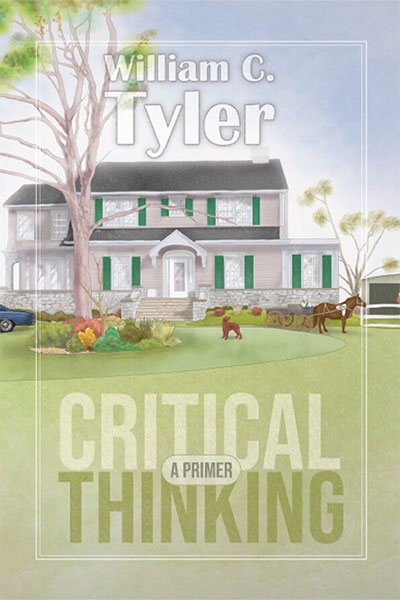 William C.
Tyler
CRITICAL
A PRIMER
THINKING